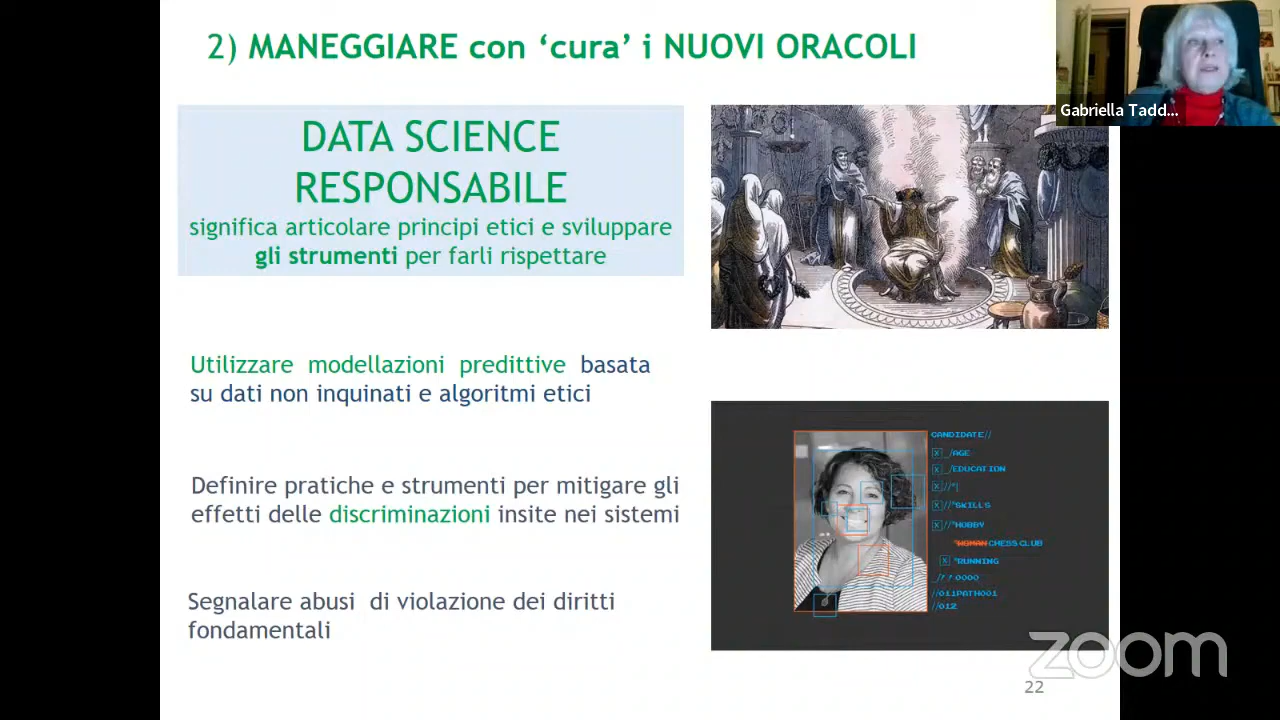 2) MANEGGIARE con ‘cura’ i NUOVI ORACOLI
Gabriella Tadd...
DATA SCIENCE
RESPONSABILE
significa articolare principi etici e sviluppare
gli strumenti per farli rispettare
Utilizzare modellazioni predittive basata
su dati non inquinati e algoritmi etici
Definire pratiche e strumenti per mitigare gli
effetti delle discriminazioni insite nei sistemi
Segnalare abusi di violazione dei diritti
fondamentali
CANDIDATE//
X _/AGE
X _/EDUCATION
X //*|
X //*SKILLS
X //*HOBBY
*WOMAN CHESS CLUB
X *RUNNING
//011PATH001
//012
zoom
22